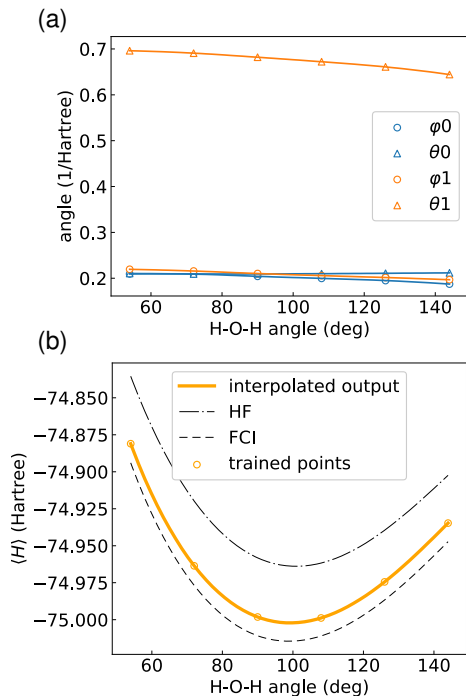 (a)
0.7
0.6
0.5
0.4
0.3
0.2
angle (1/Hartree)
φ0
θ0
φ1
θ1
60
80
100
120
140
H-O-H angle (deg)
(b)
−74.850
−74.875
−74.900
−74.925
−74.950
−74.975
−75.000
⟨H⟩ (Hartree)
interpolated output
HF
FCI
trained points
60
80
100
120
140
H-O-H angle (deg)